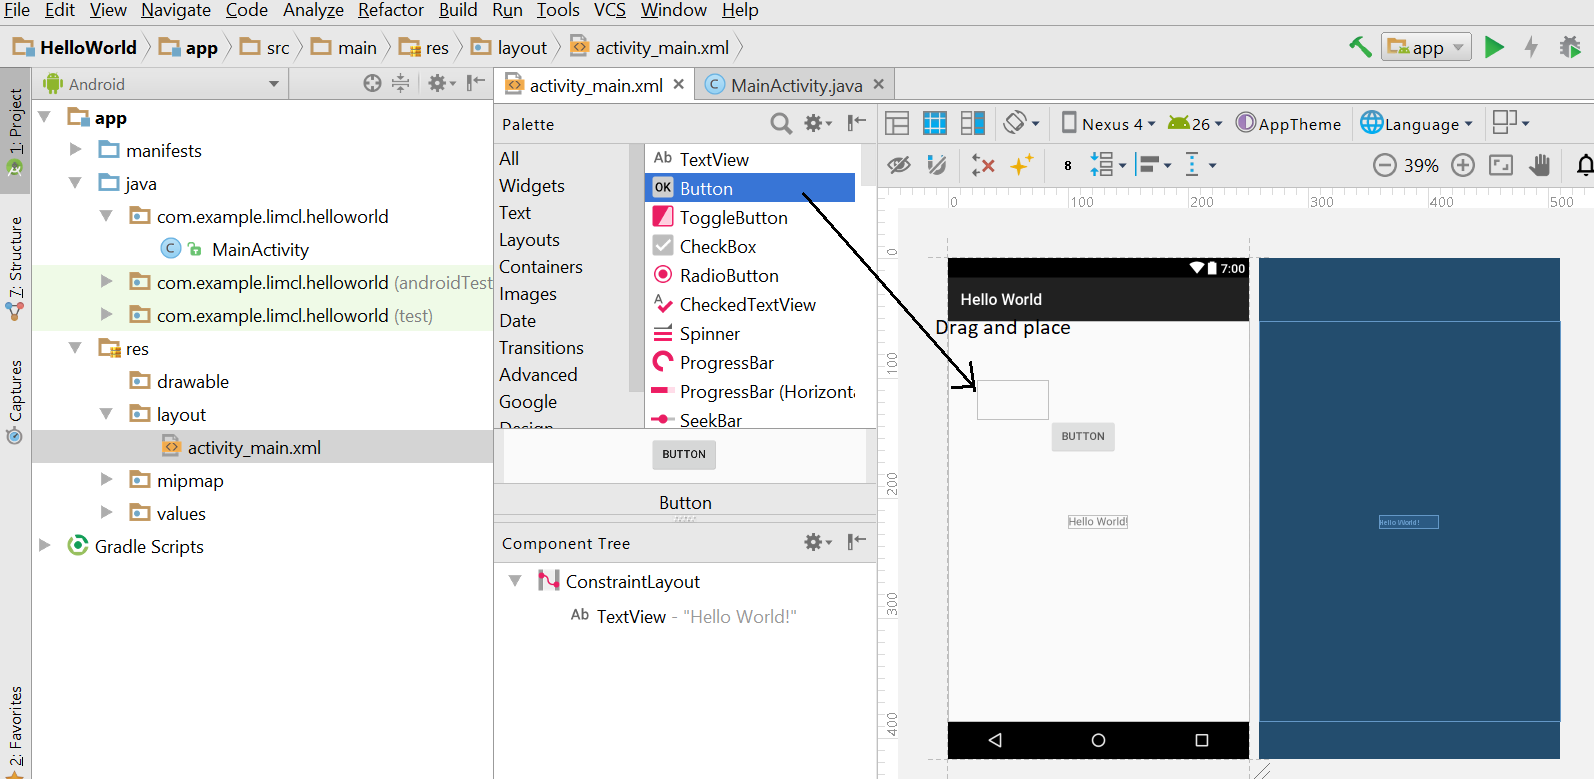 File Edit View Navigate Code Analyze Refactor Build Run Tools VCS Window Help
HelloWorld app src main res layout activity_main.xml app
1: Project
7: Structure
Captures
2: Favorites
Android
app
manifests
java
com.example.limcl.helloworld
MainActivity
com.example.limcl.helloworld (androidTest
com.example.limcl.helloworld (test)
res
drawable
layout
activity_main.xml
mipmap
values
Gradle Scripts
activity_main.xml MainActivity.java
Palette
All
Widgets
Text
Layouts
Containers
Images
Date
Transitions
Advanced
Google
Design
Ab TextView
OK Button
ToggleButton
CheckBox
RadioButton
CheckedTextView
Spinner
ProgressBar
ProgressBar (Horizonta
SeekBar
BUTTON
Button
Component Tree
ConstraintLayout
Ab TextView - "Hello World!"
Nexus 4 26 AppTheme Language
8 39%
0 100 200 300 400 500
0
100
200
300
400
7:00
Hello World
Drag and place
BUTTON
Hello World!
Hello World!